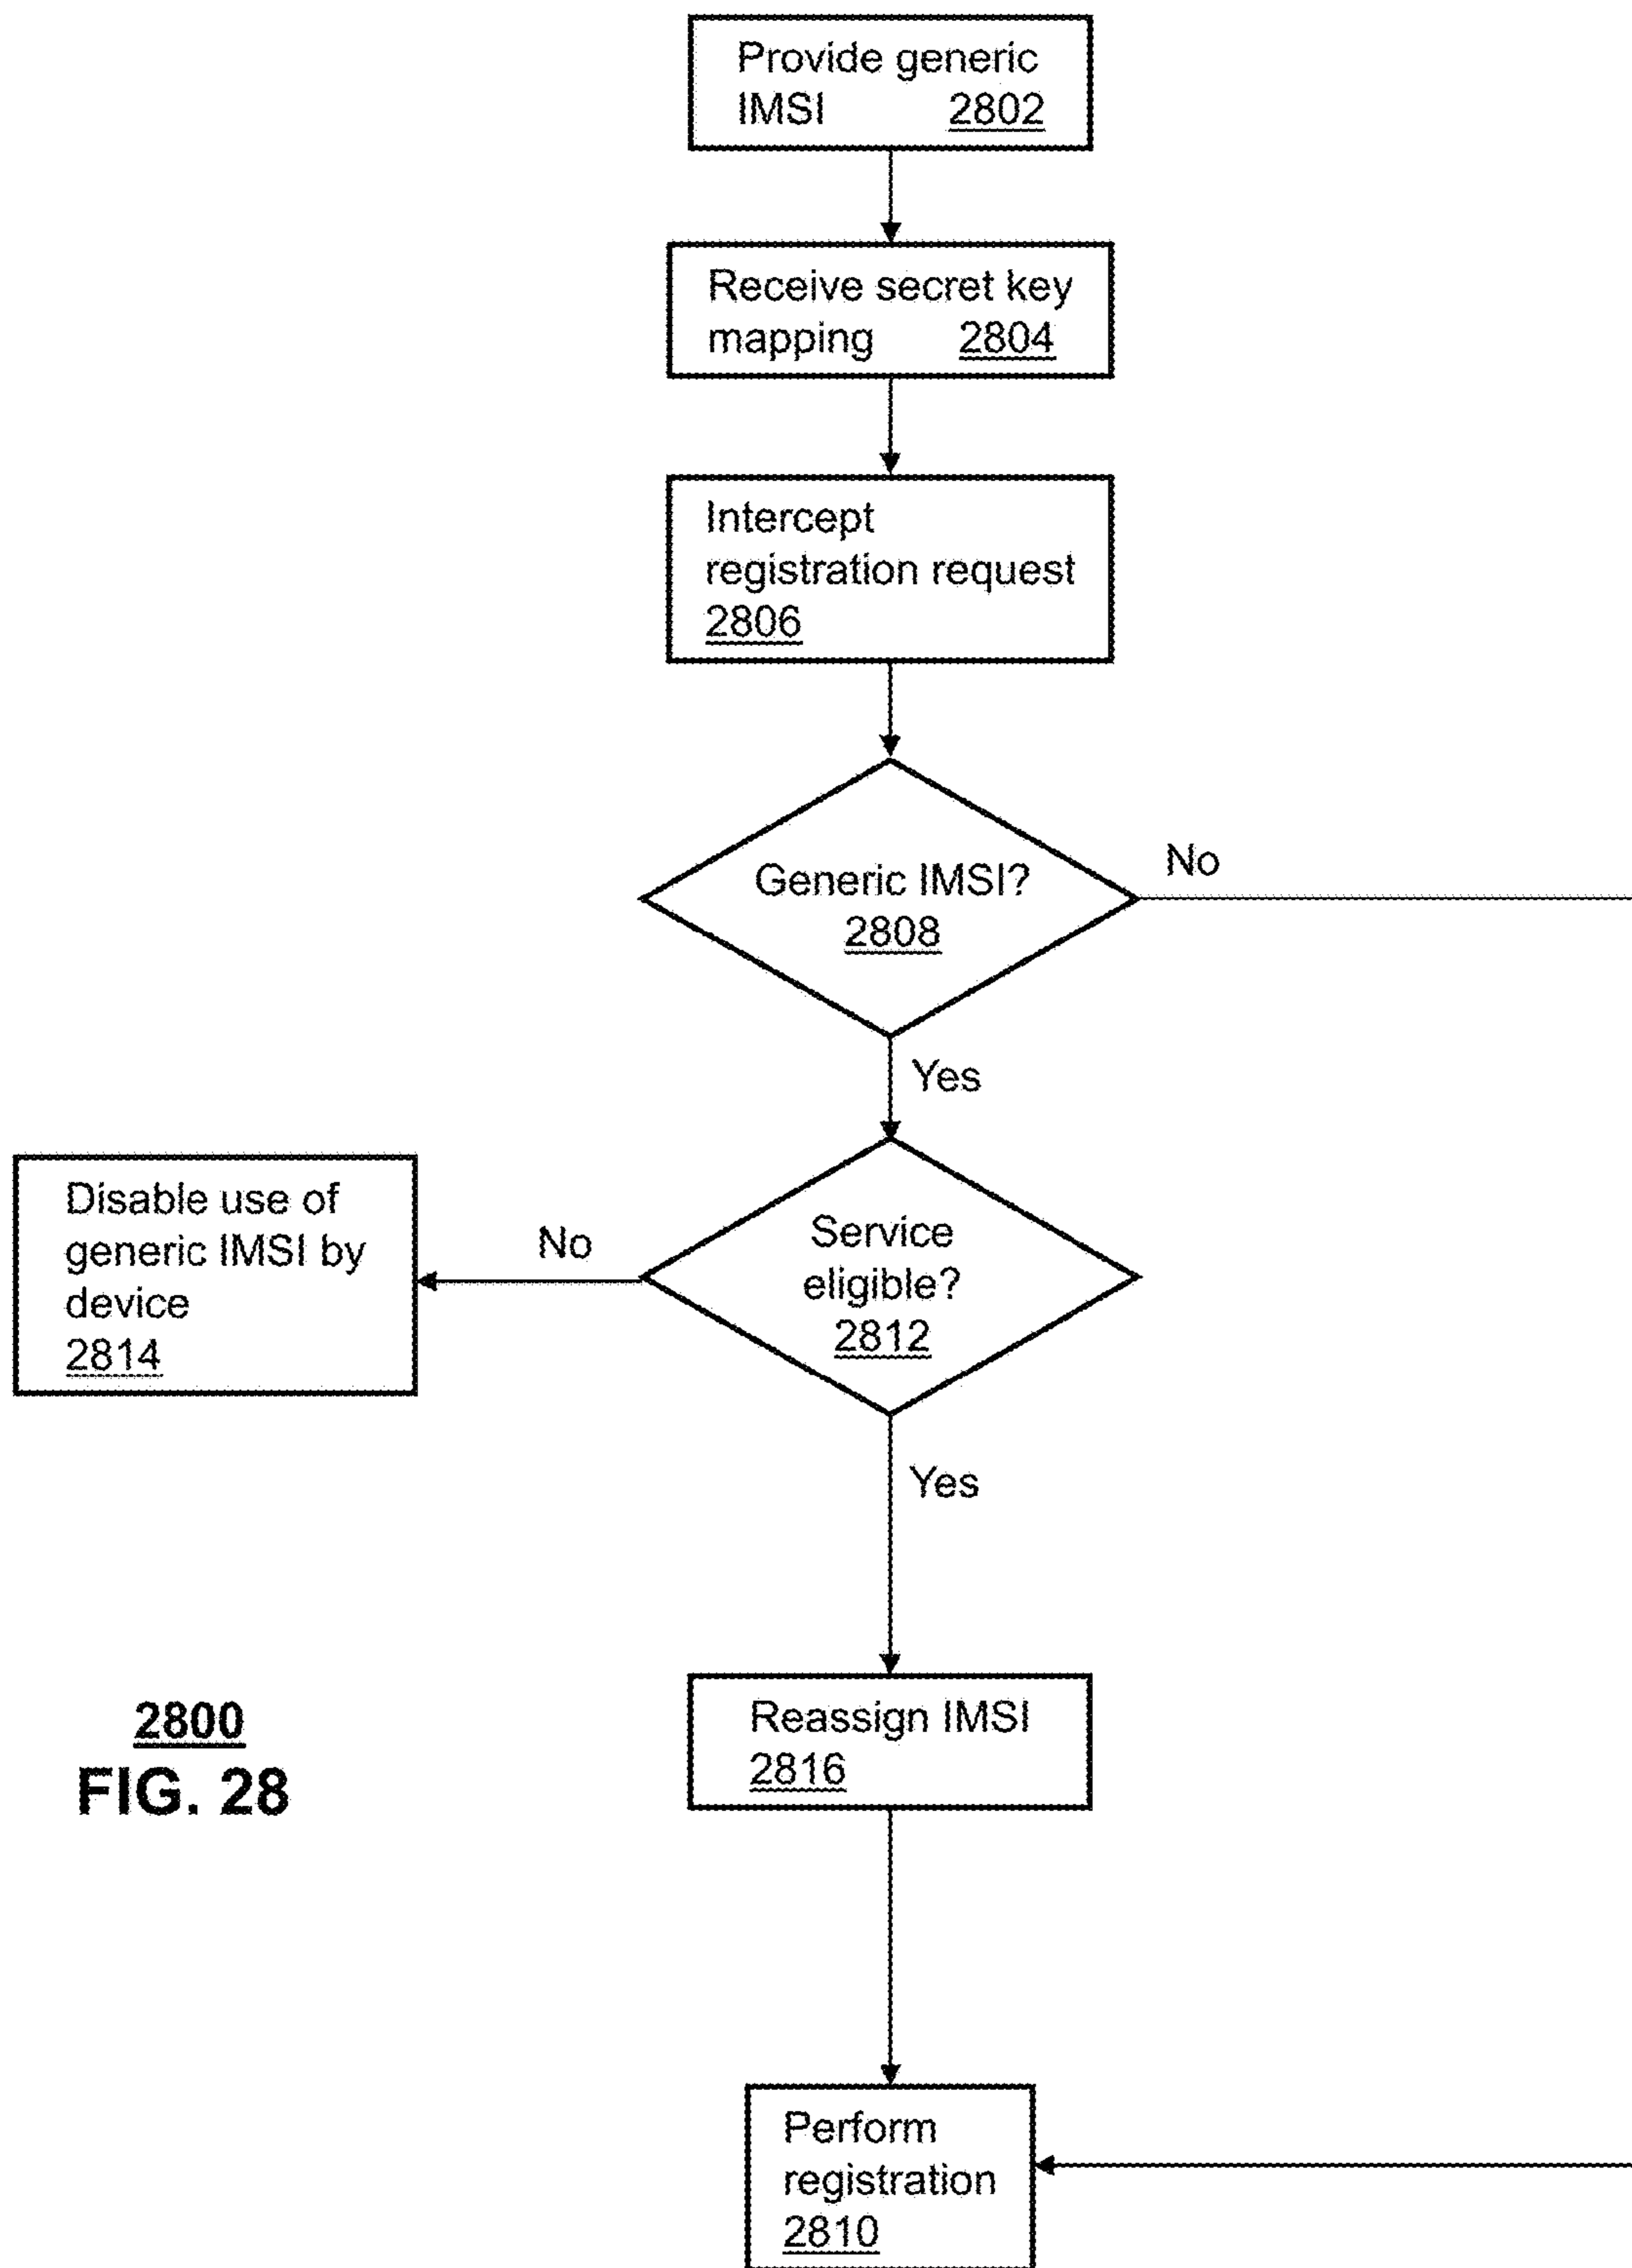 Provide generic
IMSI 2802
Receive secret key
mapping 2804
Intercept
registration request
2806
Generic IMSI?
2808
No
Yes
Service
eligible?
2812
No
Disable use of
generic IMSI by
device
2814
Yes
Reassign IMSI
2816
2800
FIG. 28
Perform
registration
2810